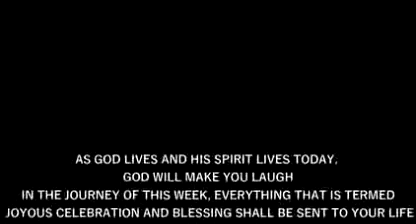 AS GOD LIVES AND HIS SPIRIT LIVES TODAY,
GOD WILL MAKE YOU LAUGH
IN THE JOURNEY OF THIS WEEK, EVERYTHING THAT IS TERMED
JOYOUS CELEBRATION AND BLESSING SHALL BE SENT TO YOUR LIFE